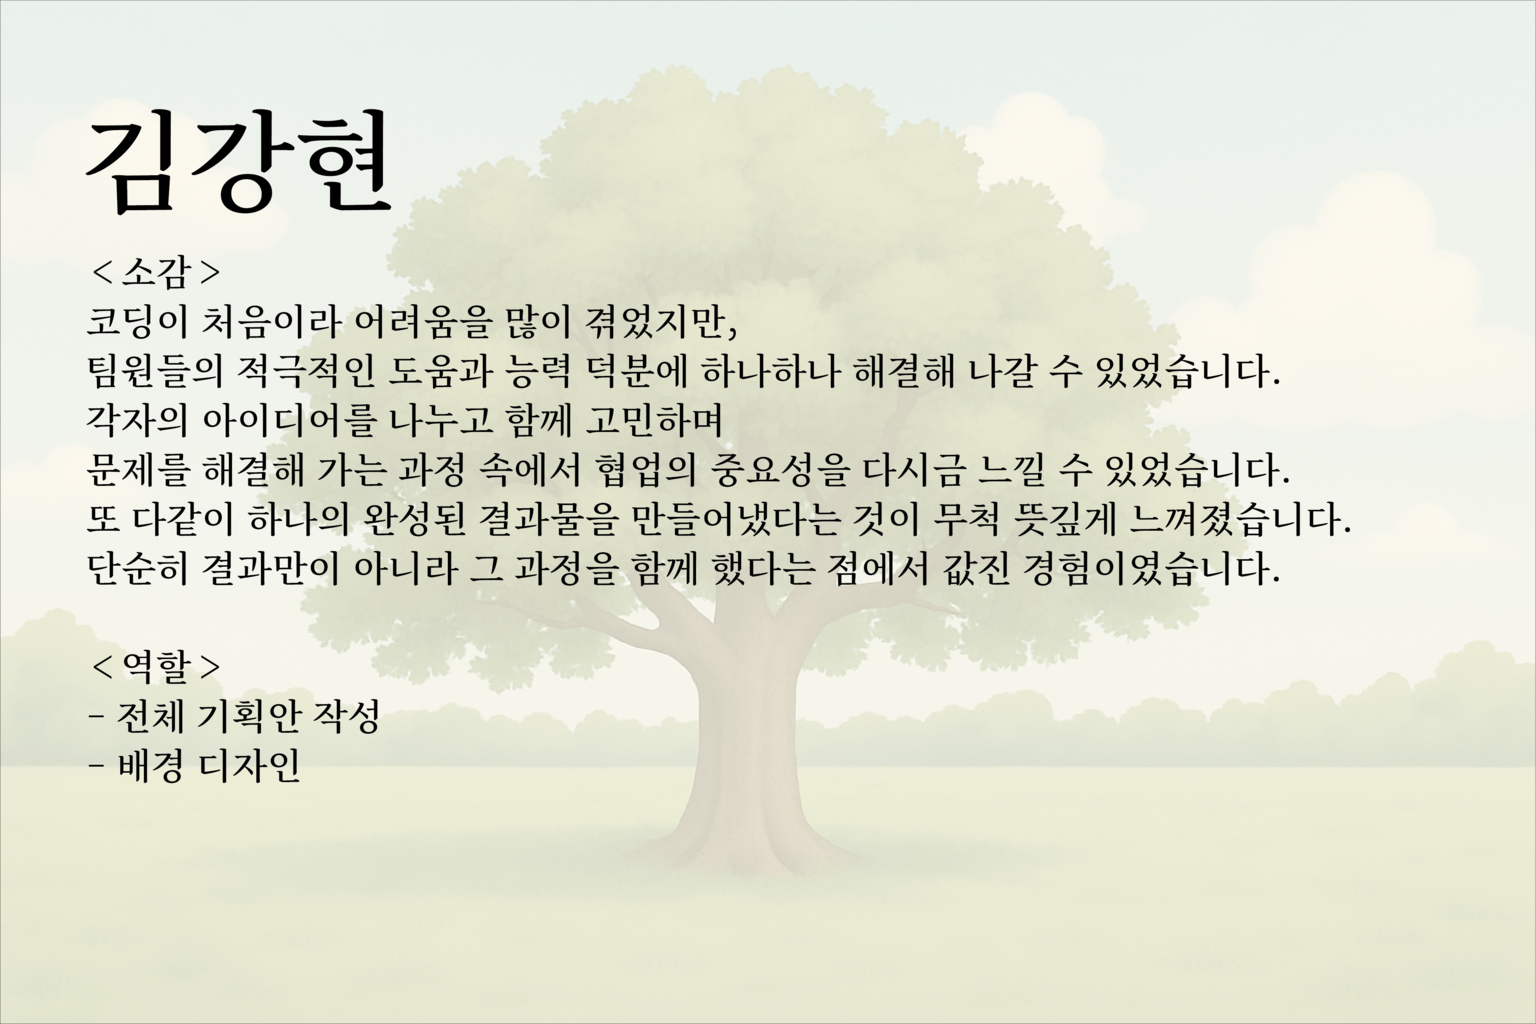 김강현
<소감>
코딩이 처음이라 어려움을 많이 겪었지만,
팀원들의 적극적인 도움과 능력 덕분에 하나하나 해결해 나갈 수 있었습니다.
각자의 아이디어를 나누고 함께 고민하며
문제를 해결해 가는 과정 속에서 협업의 중요성을 다시금 느낄 수 있었습니다.
또 다같이 하나의 완성된 결과물을 만들어냈다는 것이 무척 뜻깊게 느껴졌습니다.
단순히 결과만이 아니라 그 과정을 함께 했다는 점에서 값진 경험이였습니다.
<역할>
- 전체 기획안 작성
- 배경 디자인